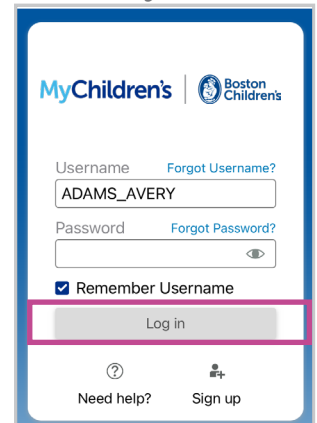 MyChildren's
Boston
Children's
Username Forgot Username?
ADAMS_AVERY
Password Forgot Password?
Remember Username
Log in
Need help? Sign up